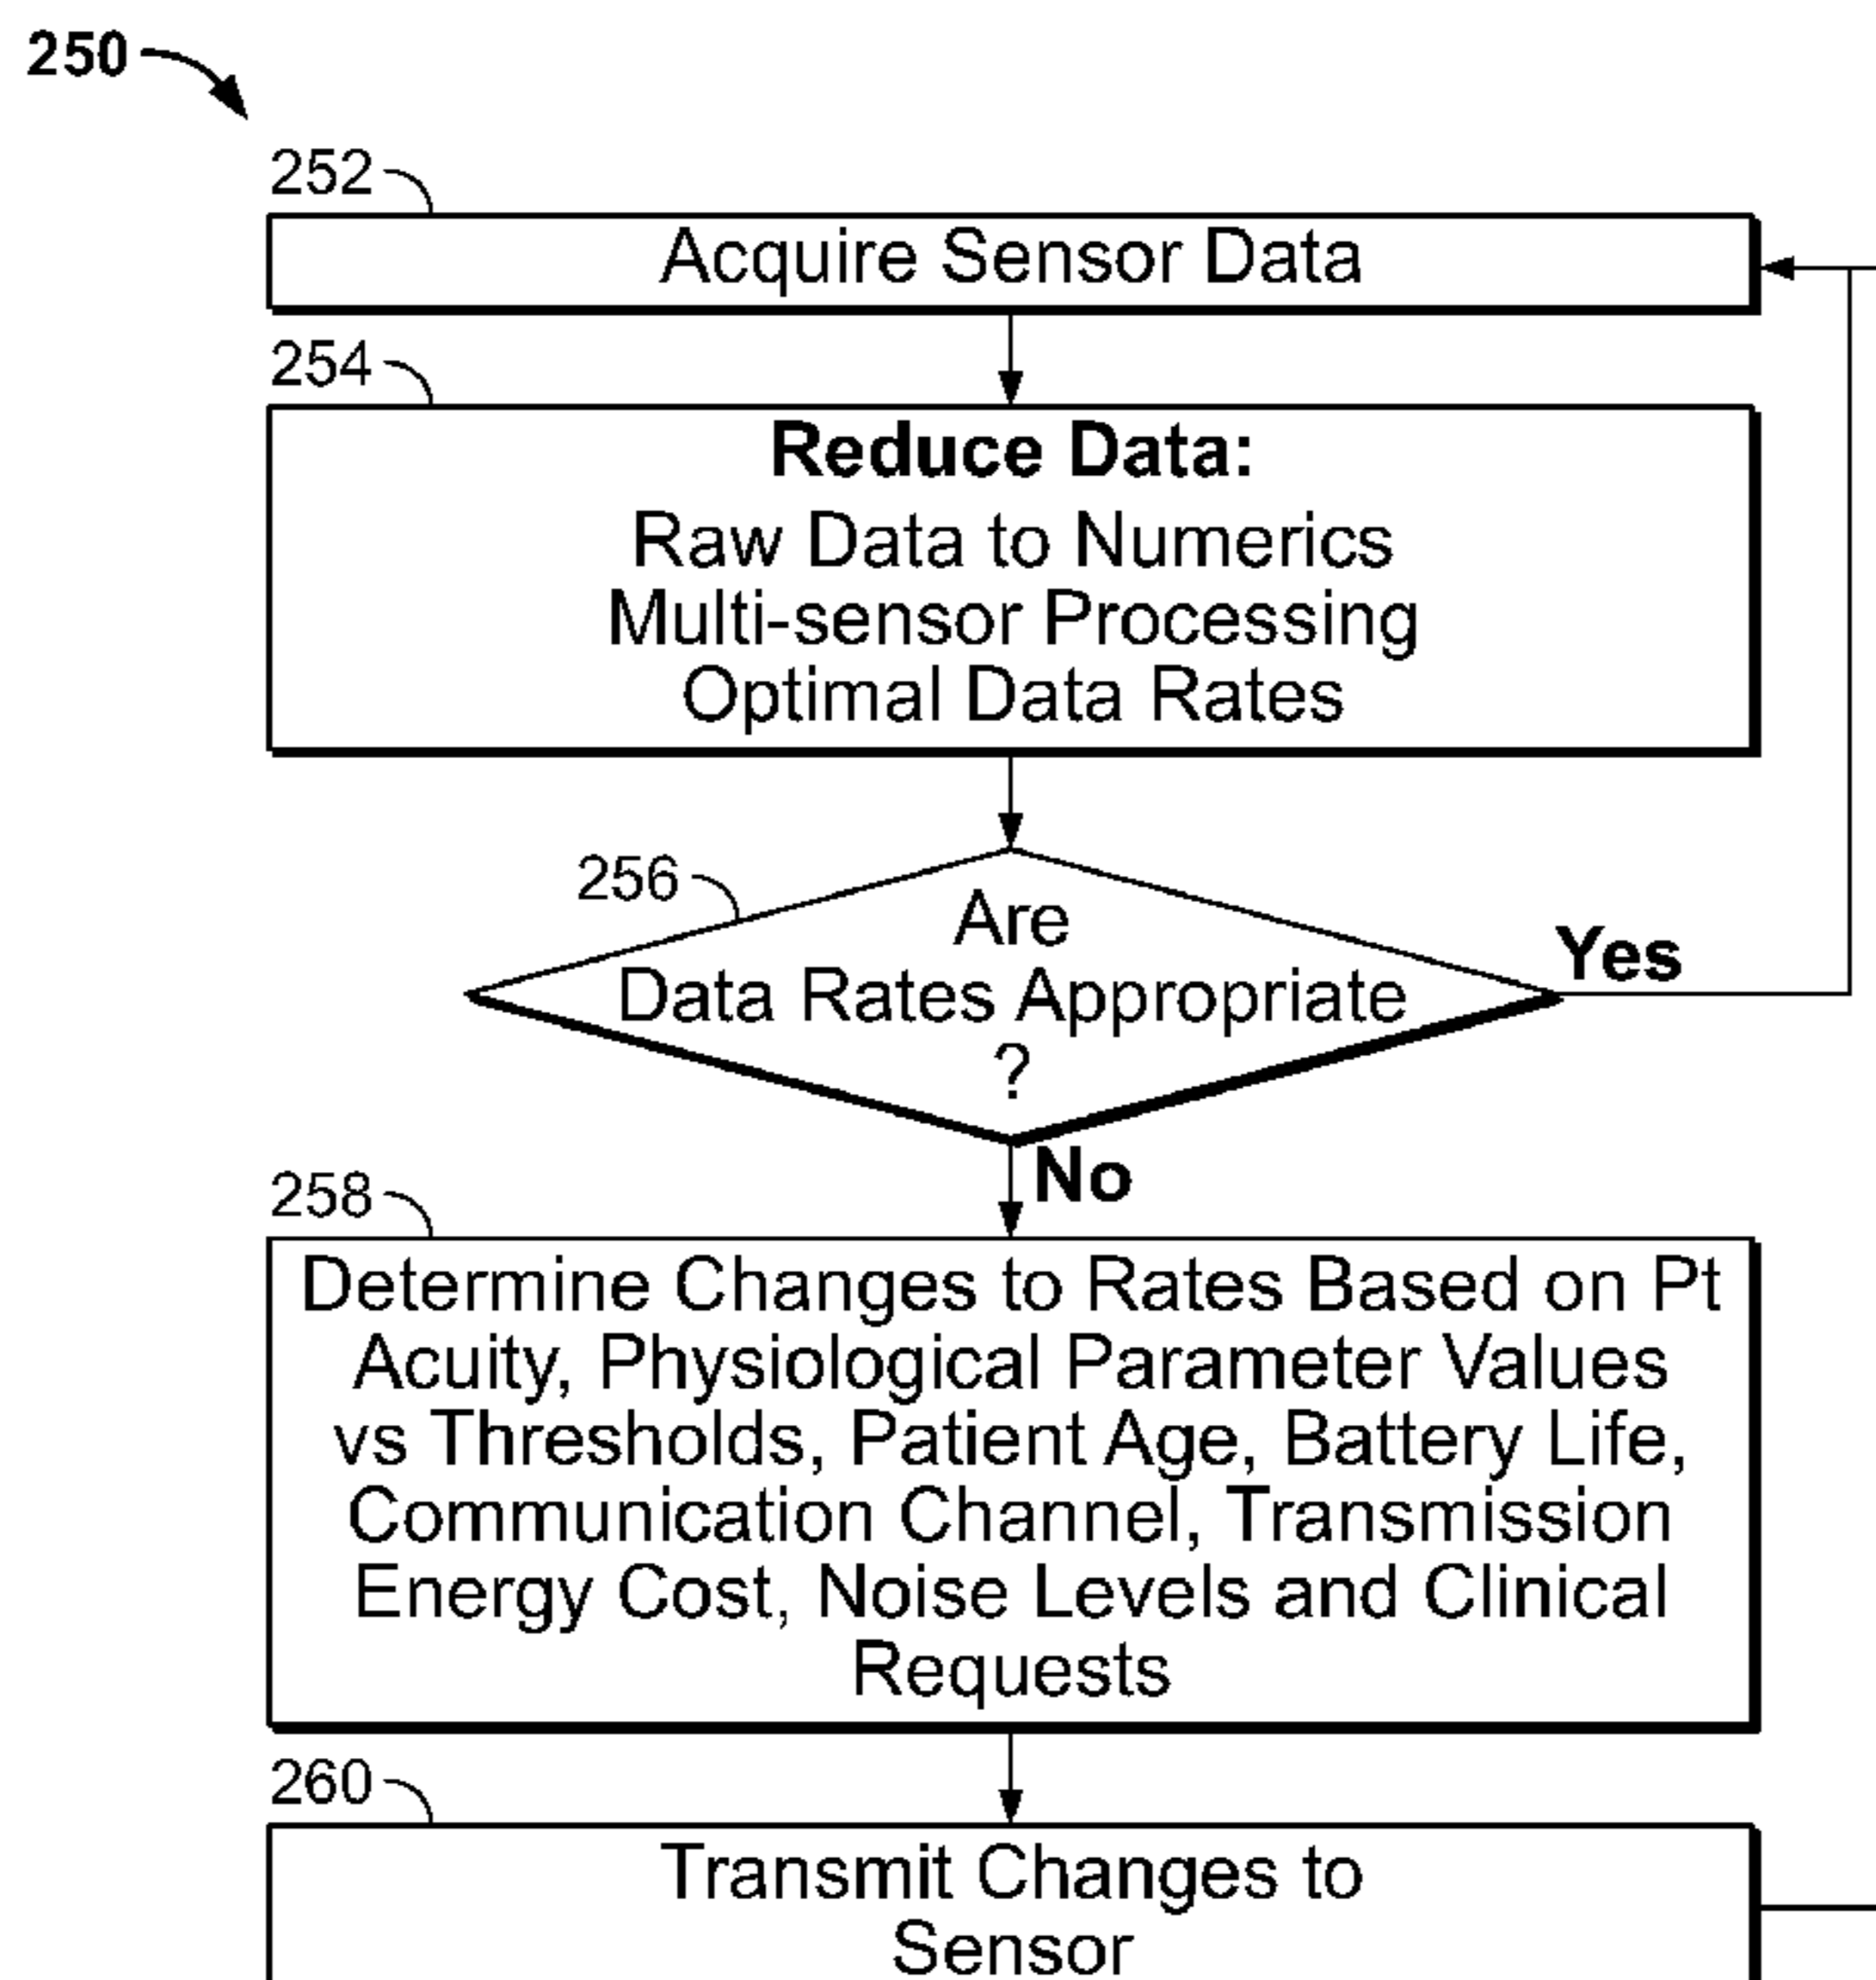 250
252
Acquire Sensor Data
254
Reduce Data:
Raw Data to Numerics
Multi-sensor Processing
Optimal Data Rates
256
Are
Data Rates Appropriate
?
Yes
No
258
Determine Changes to Rates Based on Pt
Acuity, Physiological Parameter Values
vs Thresholds, Patient Age, Battery Life,
Communication Channel, Transmission
Energy Cost, Noise Levels and Clinical
Requests
260
Transmit Changes to
Sensor